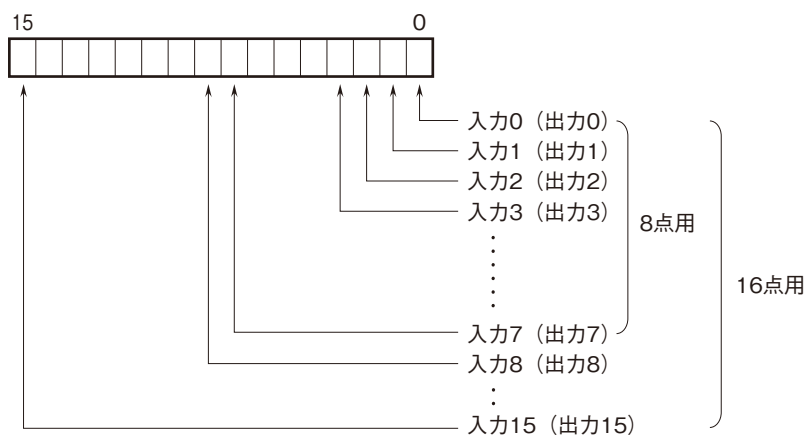 15 0
入力0（出力0）
入力1（出力1）
入力2（出力2）
入力3（出力3）
8点用
16点用
入力7（出力7）
入力8（出力8）
入力15（出力15）